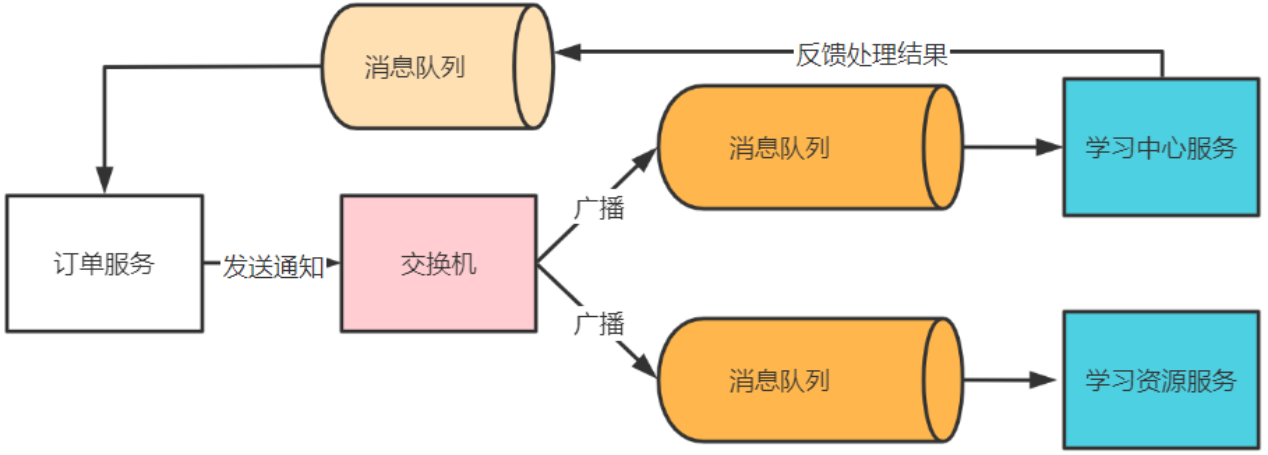 消息队列
反馈处理结果
消息队列
学习中心服务
广播
订单服务
发送通知
交换机
广播
消息队列
学习资源服务